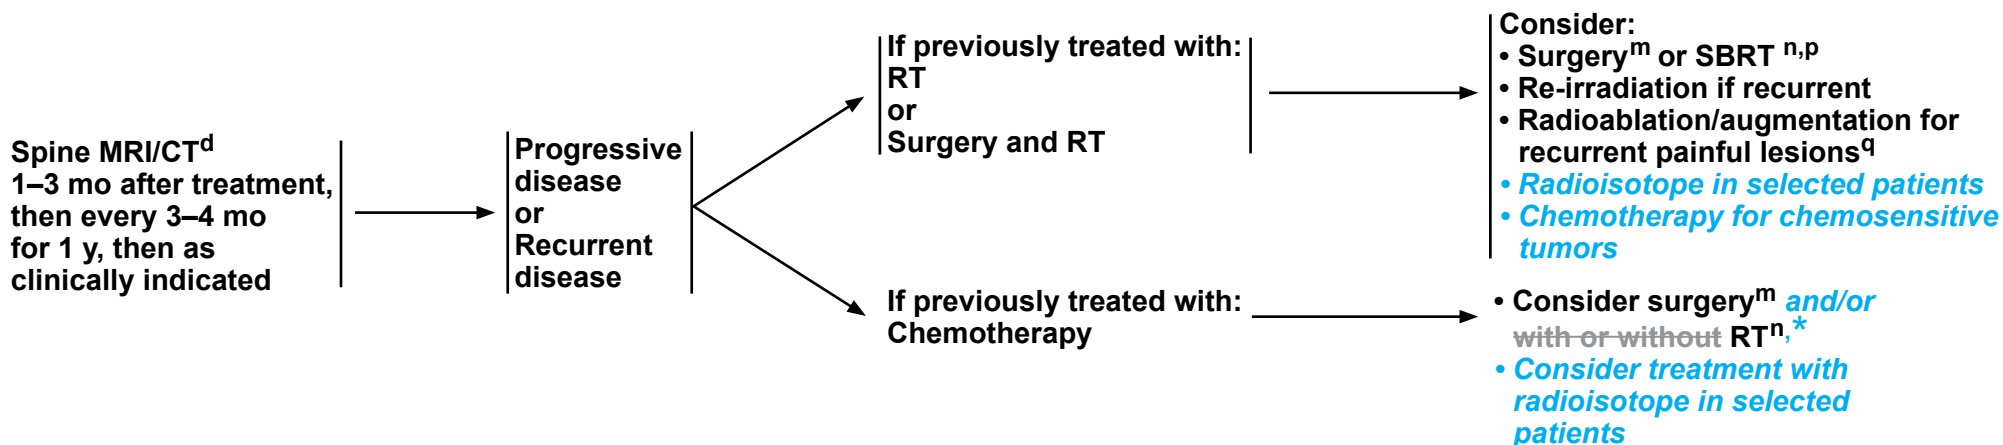 Spine MRI/CTd
1–3 mo after treatment,
then every 3–4 mo
for 1 y, then as
clinically indicated
Progressive
disease
or
Recurrent
disease
If previously treated with:
RT
or
Surgery and RT
Consider:
• Surgerym or SBRT n,p
• Re-irradiation if recurrent
• Radioablation/augmentation for
recurrent painful lesionsq
• Radioisotope in selected patients
• Chemotherapy for chemosensitive
tumors
If previously treated with:
Chemotherapy
• Consider surgerym and/or
with or without RTn,*
• Consider treatment with
radioisotope in selected
patients